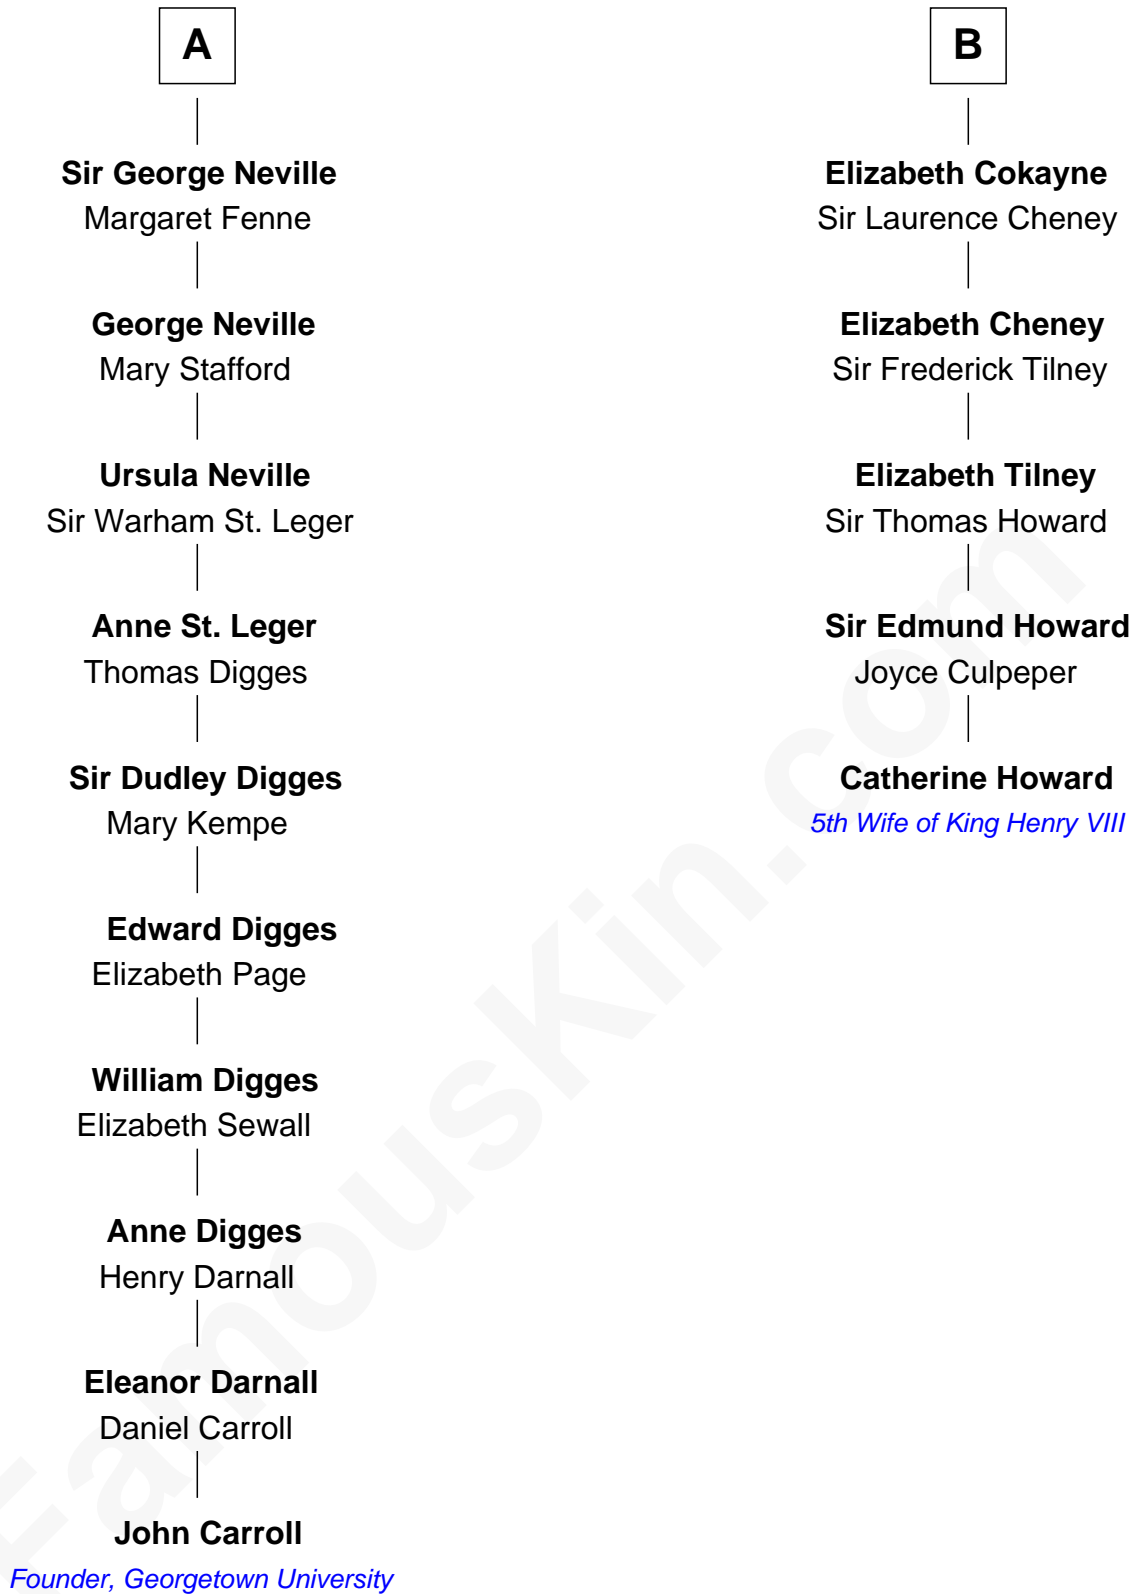 A
Sir George Neville
Margaret Fenne
George Neville
Mary Stafford
Ursula Neville
Sir Warham St. Leger
Anne St. Leger
Thomas Digges
Sir Dudley Digges
Mary Kempe
Edward Digges
Elizabeth Page
William Digges
Elizabeth Sewall
Anne Digges
Henry Darnall
Eleanor Darnall
Daniel Carroll
John Carroll
Founder, Georgetown University
B
Elizabeth Cokayne
Sir Laurence Cheney
Elizabeth Cheney
Sir Frederick Tilney
Elizabeth Tilney
Sir Thomas Howard
Sir Edmund Howard
Joyce Culpeper
Catherine Howard
5th Wife of King Henry VIII
FamousKin.com